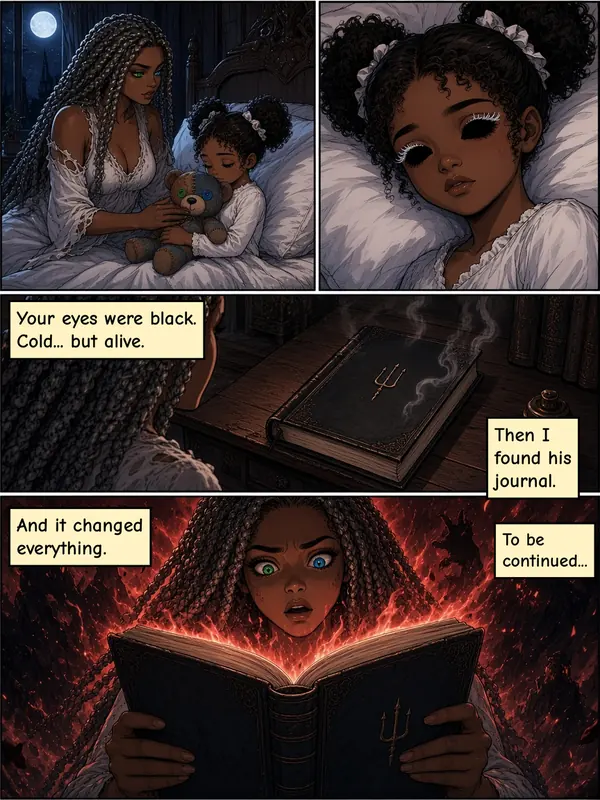 Your eyes were black.
Cold... but alive.
Then I
found his
journal.
And it changed
everything.
To be
continued...